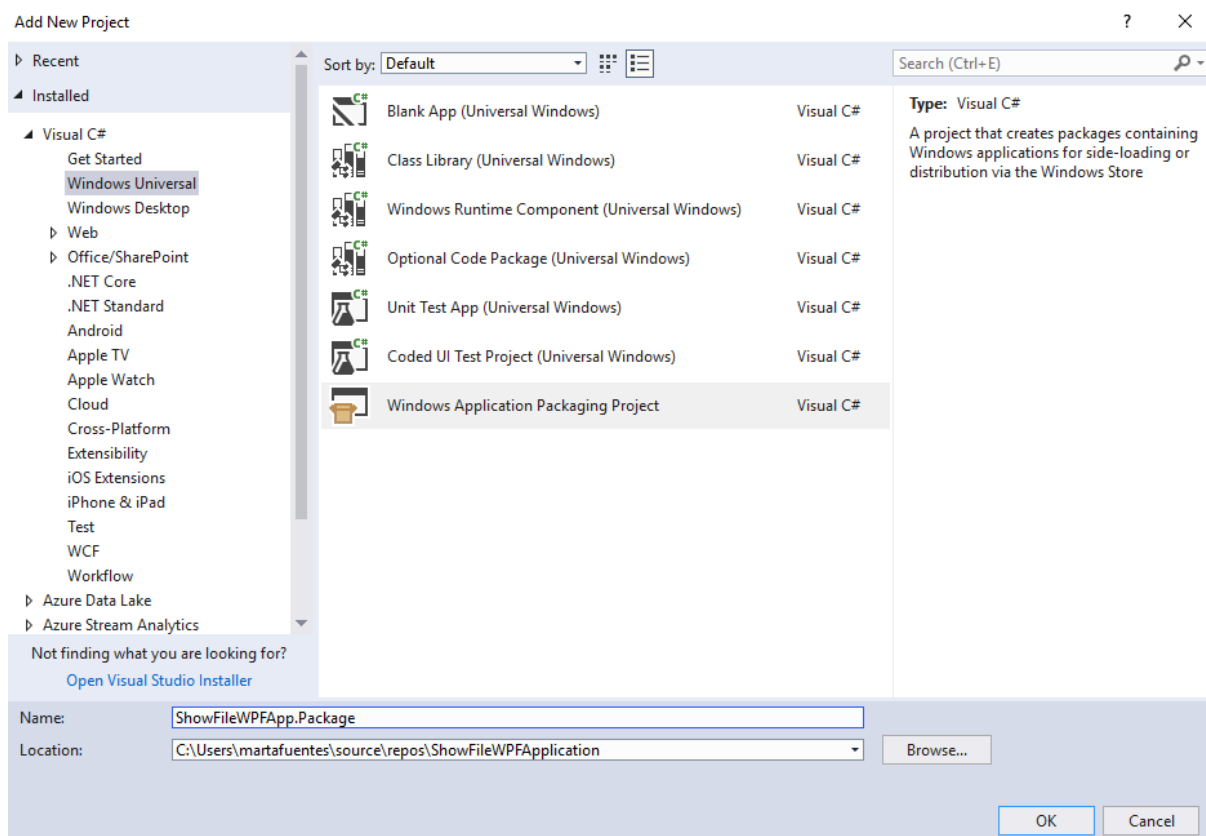 Add New Project
?
Recent
Installed
Visual C#
Get Started
Windows Universal
Windows Desktop
Web
Office/SharePoint
.NET Core
.NET Standard
Android
Apple TV
Apple Watch
Cloud
Cross-Platform
Extensibility
iOS Extensions
iPhone & iPad
Test
WCF
Workflow
Azure Data Lake
Azure Stream Analytics
Not finding what you are looking for?
Open Visual Studio Installer
Sort by: Default
C# Blank App (Universal Windows) Visual C#
C# Class Library (Universal Windows) Visual C#
C# Windows Runtime Component (Universal Windows) Visual C#
C# Optional Code Package (Universal Windows) Visual C#
C# Unit Test App (Universal Windows) Visual C#
C# Coded UI Test Project (Universal Windows) Visual C#
Windows Application Packaging Project Visual C#
Search (Ctrl+E)
Type: Visual C#
A project that creates packages containing
Windows applications for side-loading or
distribution via the Windows Store
Name: ShowFileWPFApp.Package
Location: C:\Users\martafuentes\source\repos\ShowFileWPFApplication
Browse...
OK Cancel